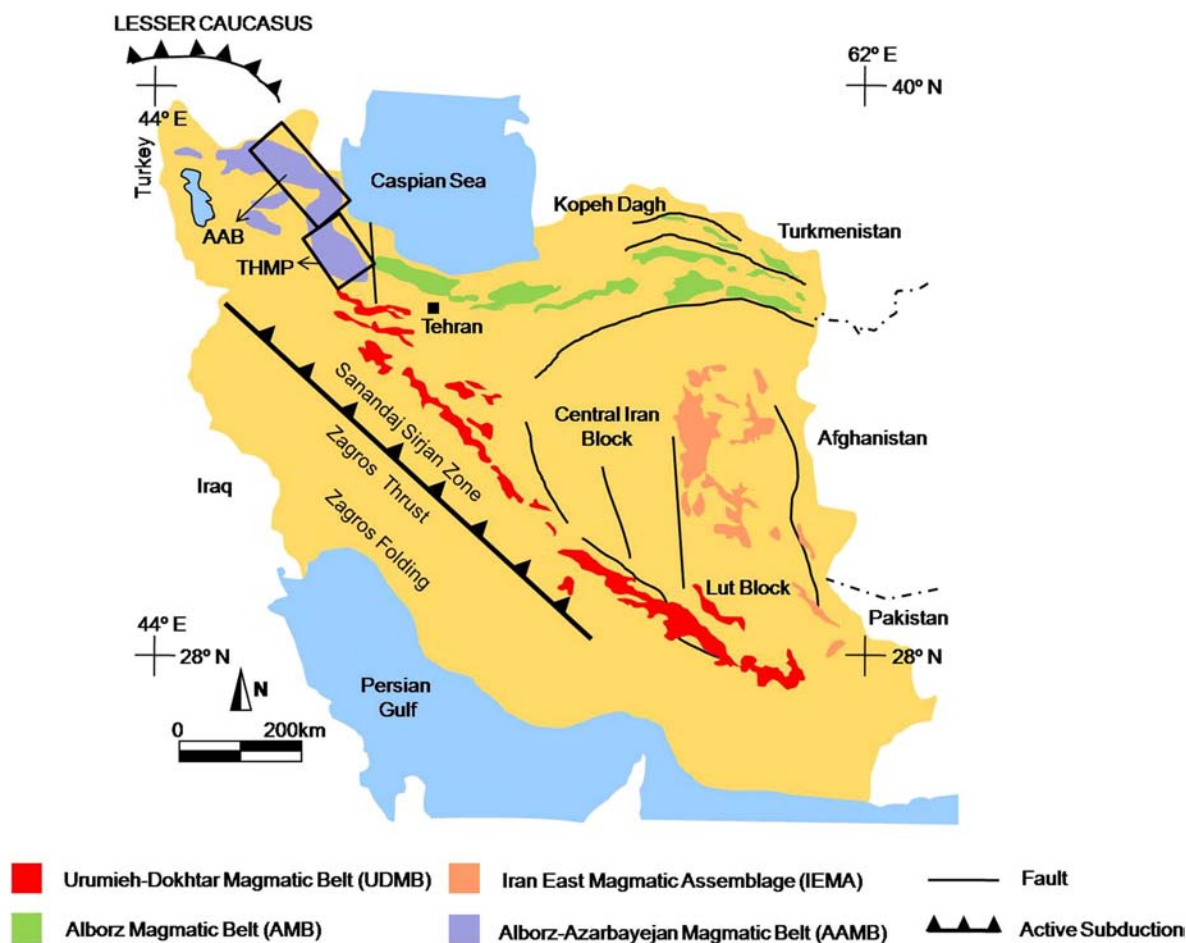 LESSER CAUCASUS
62º E
40º N
44º E
Turkey
Caspian Sea
Kopeh Dagh
Turkmenistan
AAB
THMP
Tehran
Sanandaj Sirjan Zone
Zagros Thrust
Zagros Folding
Central Iran
Block
Afghanistan
Iraq
Lut Block
Pakistan
44º E
28º N
28º N
N
Persian
Gulf
0 200km
Urumieh-Dokhtar Magmatic Belt (UDMB)
Iran East Magmatic Assemblage (IEMA)
Fault
Alborz Magmatic Belt (AMB)
Alborz-Azarbayejan Magmatic Belt (AAMB)
Active Subduction